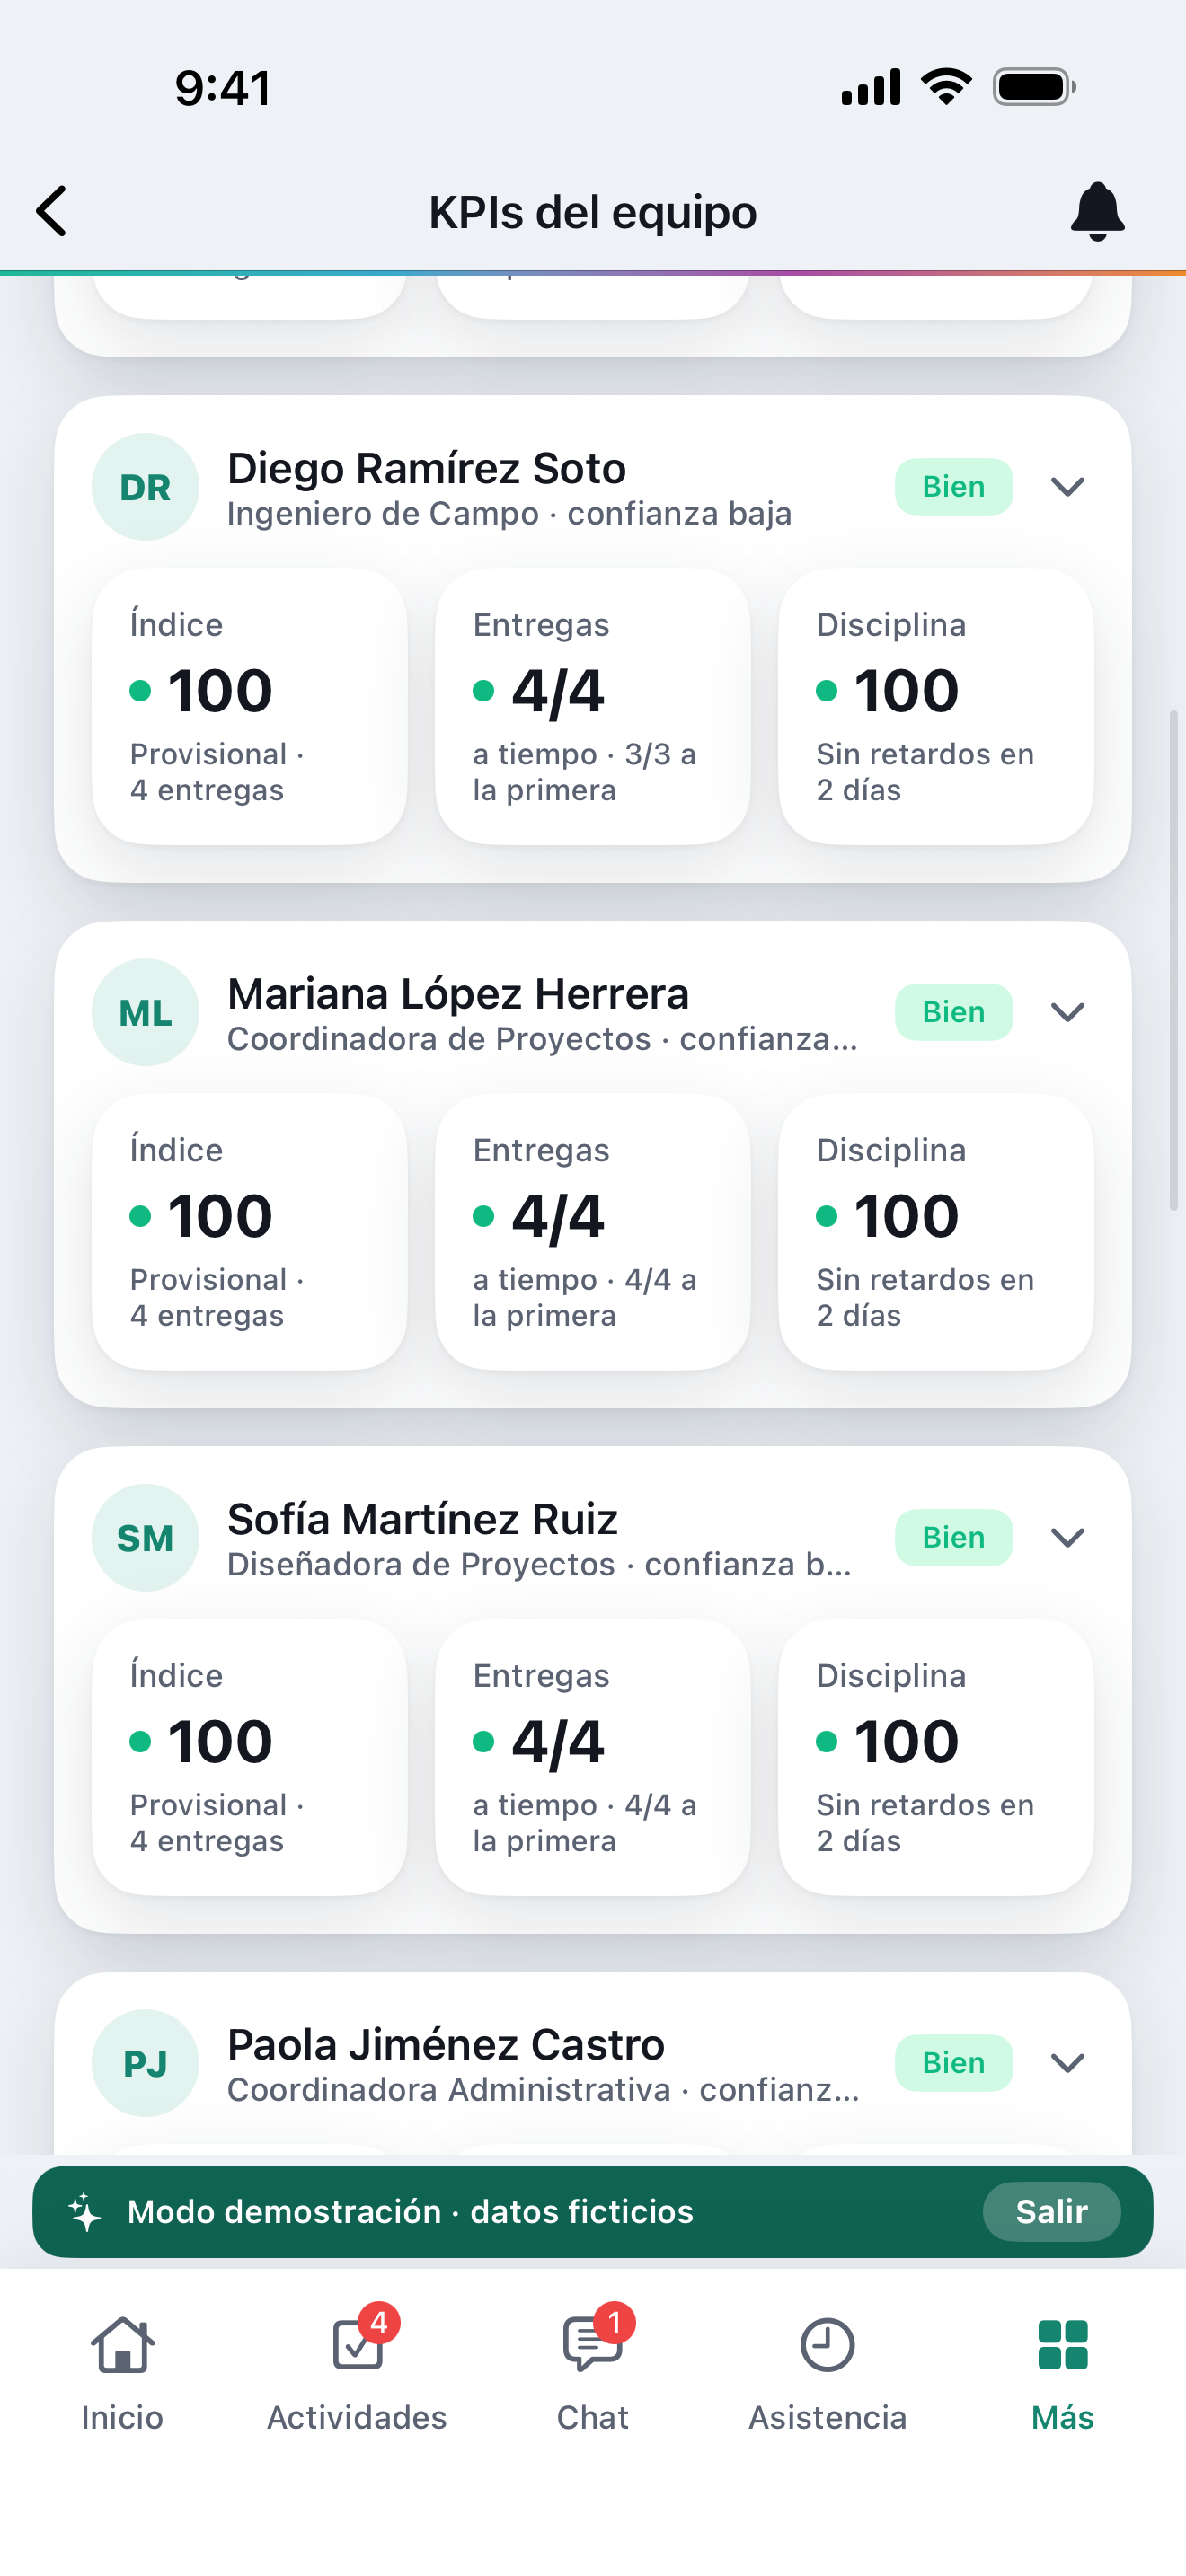 9:41
KPIs del equipo
DR
Diego Ramírez Soto
Ingeniero de Campo · confianza baja
Bien
Índice
100
Provisional ·
4 entregas
Entregas
4/4
a tiempo · 3/3 a
la primera
Disciplina
100
Sin retardos en
2 días
ML
Mariana López Herrera
Coordinadora de Proyectos · confianza...
Bien
Índice
100
Provisional ·
4 entregas
Entregas
4/4
a tiempo · 4/4 a
la primera
Disciplina
100
Sin retardos en
2 días
SM
Sofía Martínez Ruiz
Diseñadora de Proyectos · confianza b...
Bien
Índice
100
Provisional ·
4 entregas
Entregas
4/4
a tiempo · 4/4 a
la primera
Disciplina
100
Sin retardos en
2 días
PJ
Paola Jiménez Castro
Coordinadora Administrativa · confianz...
Bien
Modo demostración · datos ficticios
Salir
4
1
Inicio
Actividades
Chat
Asistencia
Más